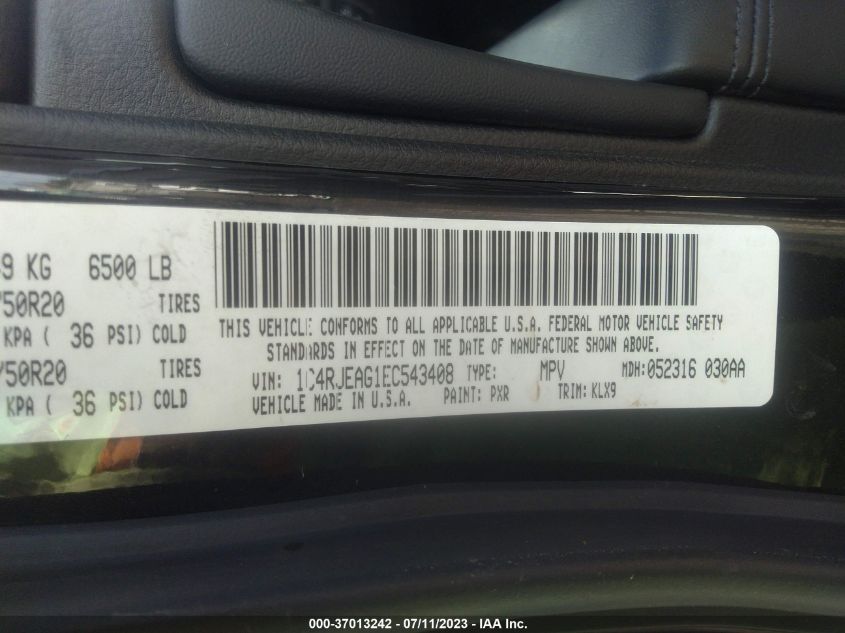 49 KG 6500 LB
/50R20 TIRES
KPA ( 36 PSI) COLD
/50R20 TIRES
KPA ( 36 PSI) COLD
THIS VEHICLE CONFORMS TO ALL APPLICABLE U.S.A. FEDERAL MOTOR VEHICLE SAFETY
STANDARDS IN EFFECT ON THE DATE OF MANUFACTURE SHOWN ABOVE.
VIN: 1C4RJEAG1EC543408 TYPE: MPV MDH:052316 030AA
VEHICLE MADE IN U.S.A. PAINT: PXR TRIM:KLX9
000-37013242 - 07/11/2023 - IAA Inc.